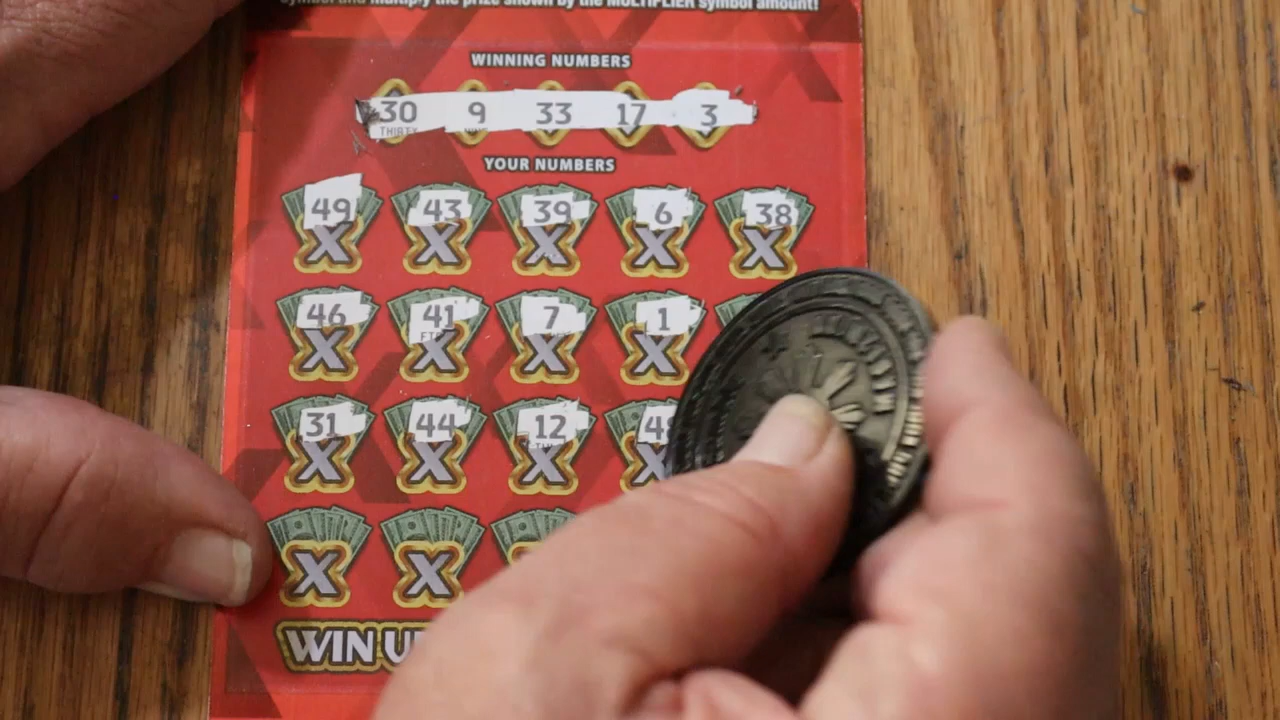 symbol and multiply the prize shown by the MULTIPLIER symbol amount!
WINNING NUMBERS
30 9 33 17 3
THIRTY
YOUR NUMBERS
49 43 39 6 38
X X X X X
46 41 7 1
X X X X
31 44 12 48
X X X X
X X
WIN